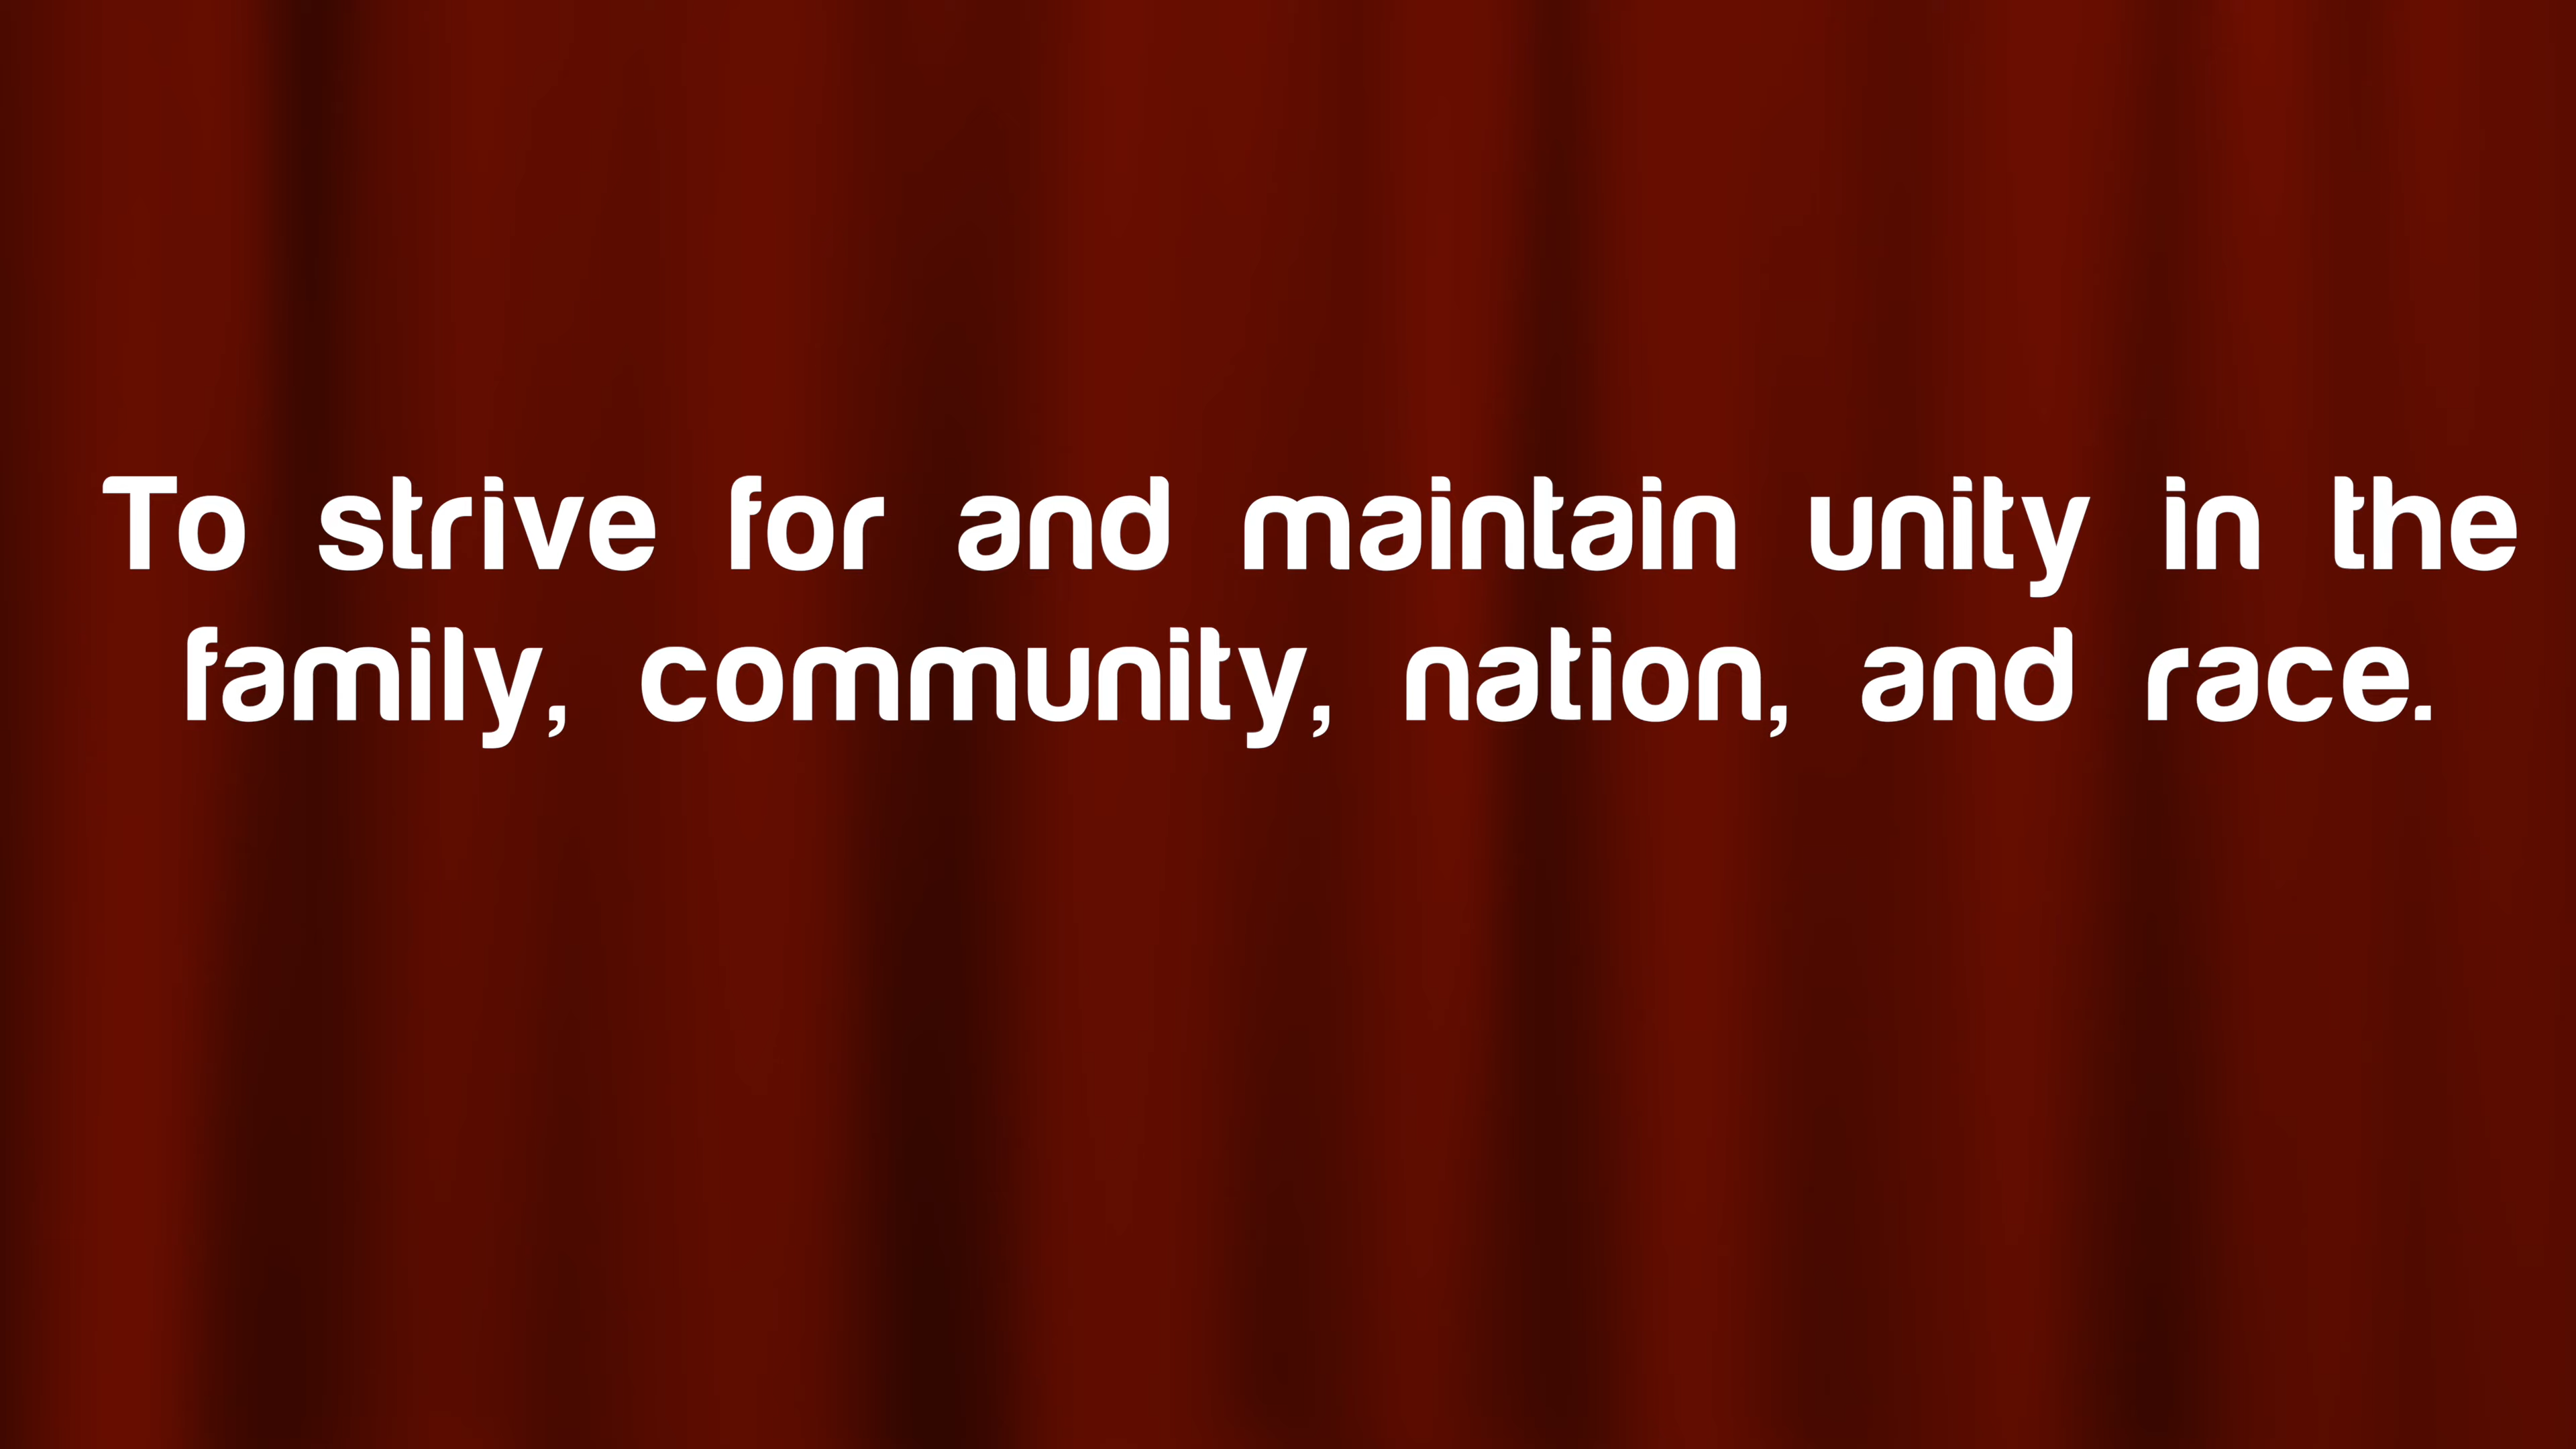 To strive for and maintain unity in the
family, community, nation, and race.